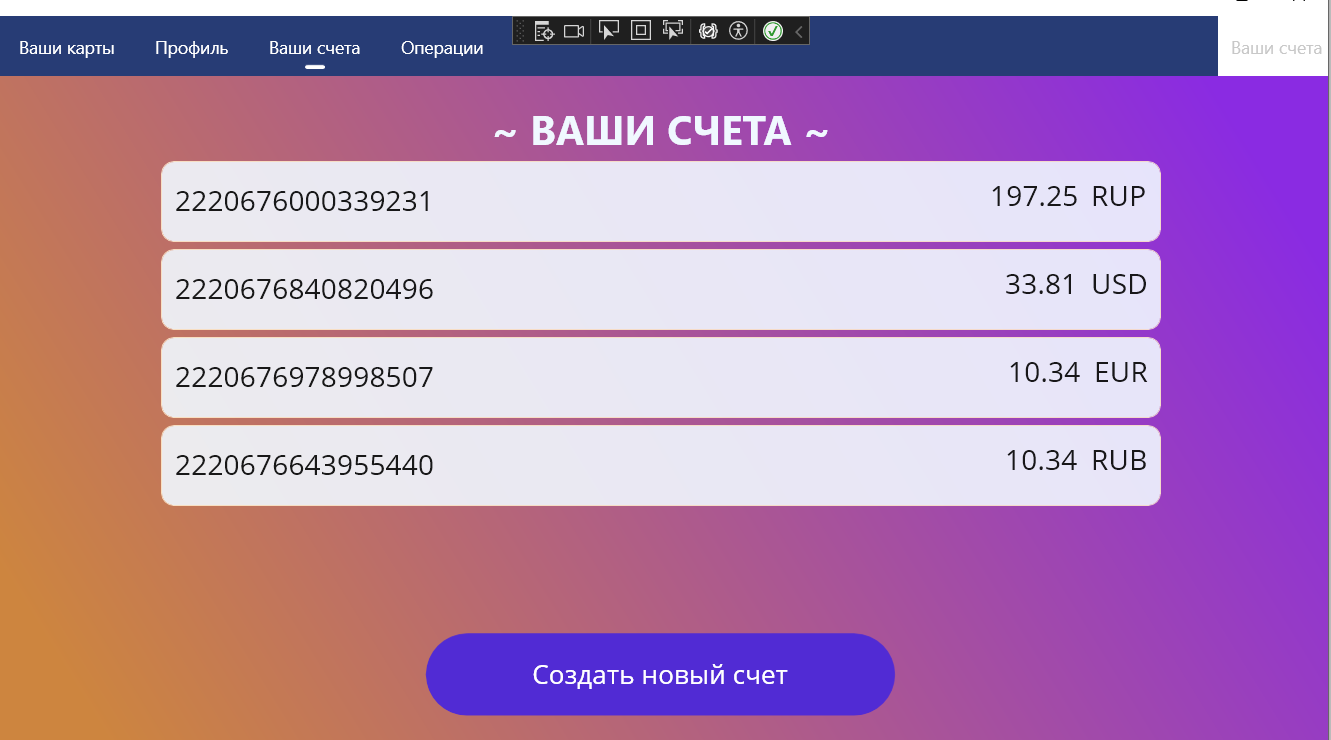 Ваши карты Профиль Ваши счета Операции Ваши счета
~ ВАШИ СЧЕТА ~
2220676000339231 197.25 RUP
2220676840820496 33.81 USD
2220676978998507 10.34 EUR
2220676643955440 10.34 RUB
Создать новый счет